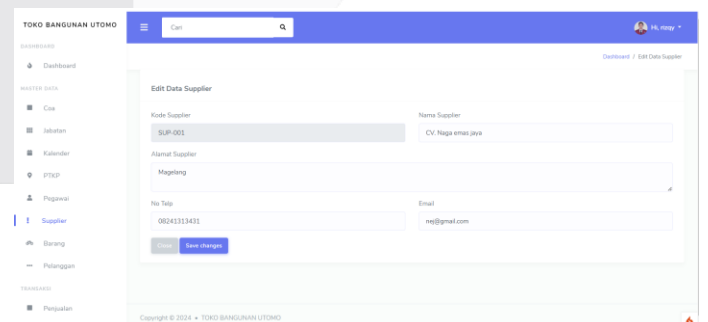 TOKO BANGUNAN UTOMO
Cari
Hi, rizqy
DASHBOARD
Dashboard
Dashboard / Edit Data Supplier
MASTER DATA
Coa
Jabatan
Kalender
PTKP
Pegawai
Supplier
Barang
Pelanggan
TRANSAKSI
Penjualan
Edit Data Supplier
Kode Supplier
Nama Supplier
SUP-001
CV. Naga emas jaya
Alamat Supplier
Magelang
No Telp
Email
08241313431
nej@gmail.com
Close
Save changes
Copyright © 2024 • TOKO BANGUNAN UTOMO